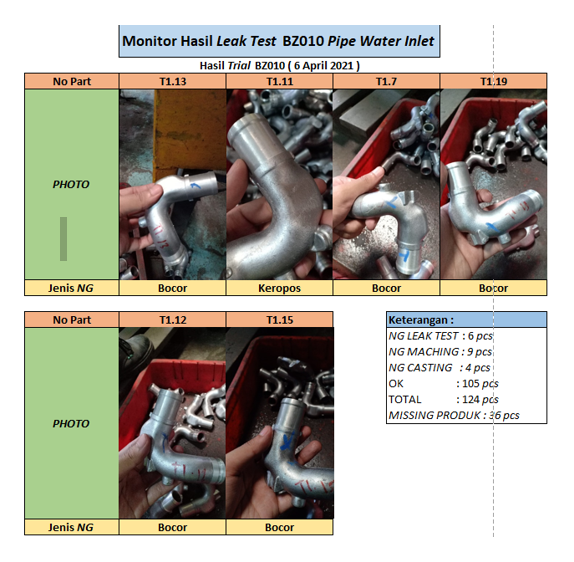 Monitor Hasil Leak Test BZ010 Pipe Water Inlet
Hasil Trial BZ010 ( 6 April 2021 )
No Part T1.13 T1.11 T1.7 T1.19
PHOTO
Jenis NG Bocor Keropos Bocor Bocor
No Part T1.12 T1.15
PHOTO
Jenis NG Bocor Bocor
Keterangan :
NG LEAK TEST : 6 pcs
NG MACHING : 9 pcs
NG CASTING : 4 pcs
OK : 105 pcs
TOTAL : 124 pcs
MISSING PRODUK : 36 pcs